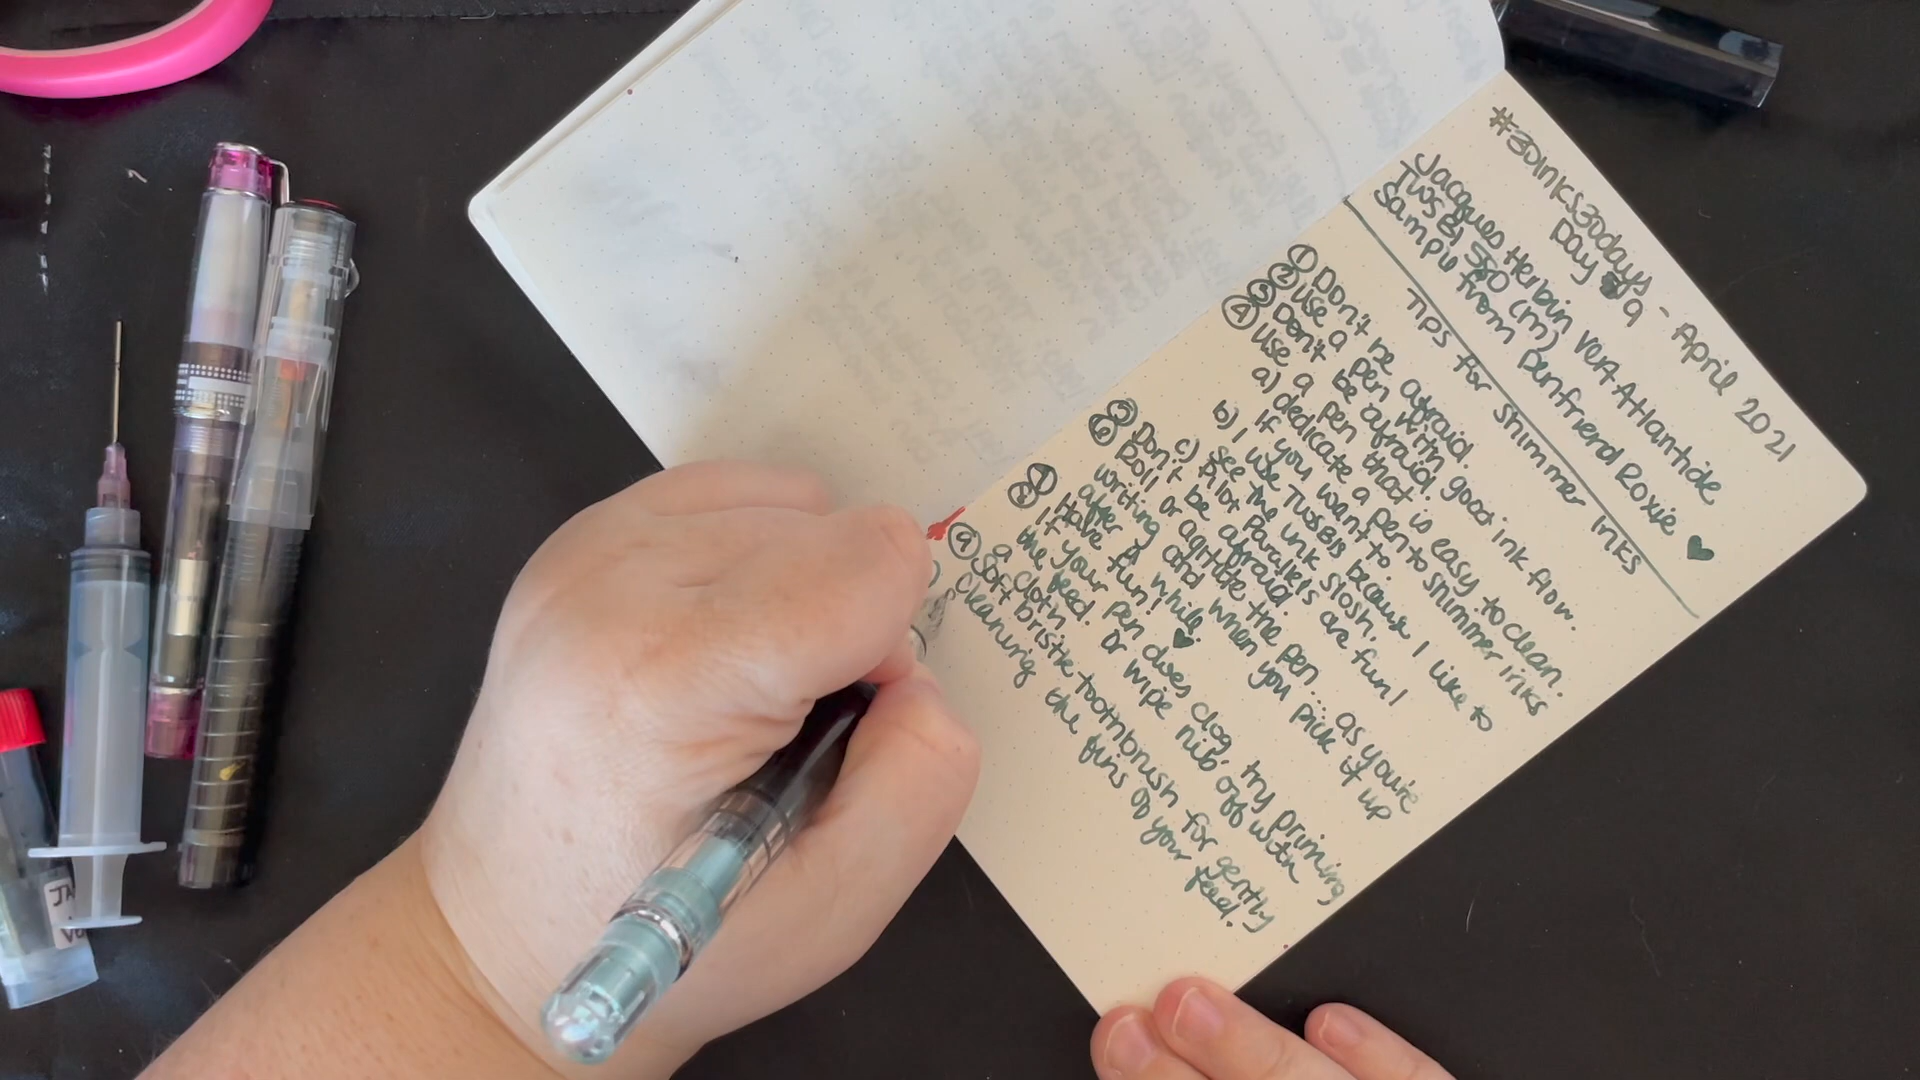 #30inks30days - April 2021
Day 9
Jacques Herbin Vert Atlantide
TWSBI 580 (m)
Sample from penfriend Roxie ♥
Tips for Shimmer Inks
① Don't be afraid.
② Use a pen with good ink flow.
③ Don't be afraid.
④ Use a pen that is easy to clean.
a) dedicate a pen to shimmer inks if you want to
b) I use TWSBIs because I like to see the ink slosh.
c) Pilot Parallels are fun!
⑤ Don't be afraid.
⑥ Roll or agitate the pen... as you're
writing and when you pick it up
after a while.
⑦ Have fun! ♥
⑧ If your pen does clog, try priming
the feed. Or wipe nib off with
a cloth.
⑨ Soft bristle toothbrush for gently
cleaning the fins of your feed.
JA